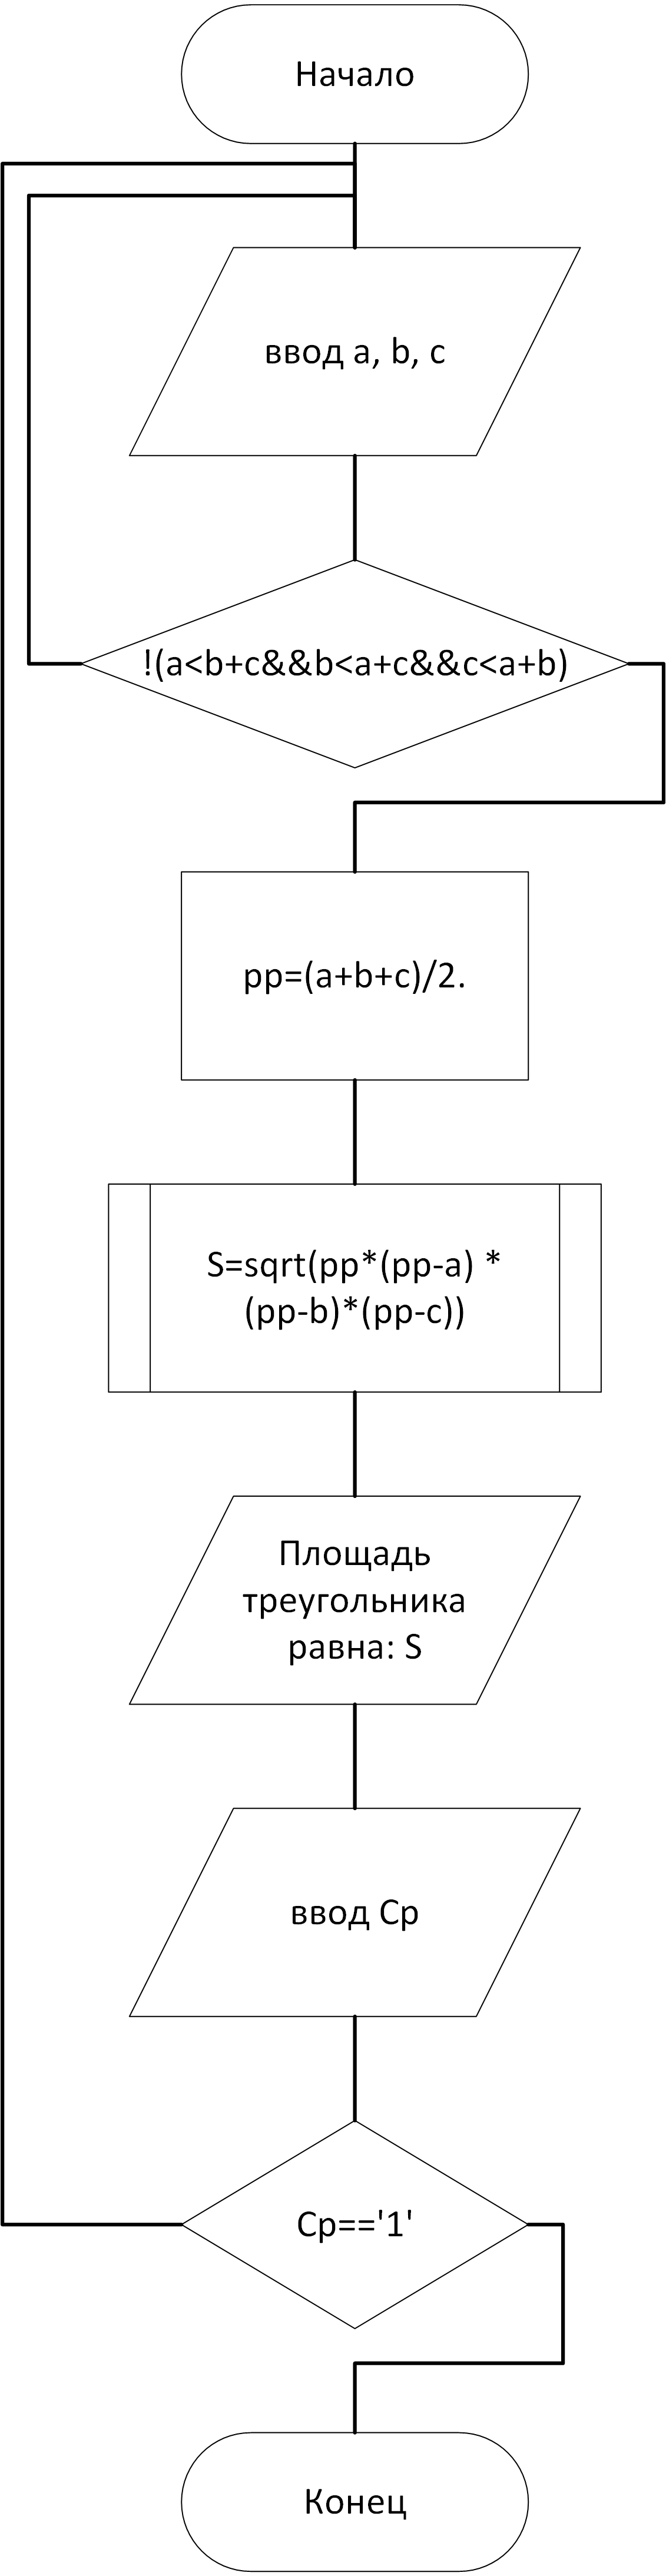 Начало
ввод a, b, c
!(a<b+c&&b<a+c&&c<a+b)
pp=(a+b+c)/2.
S=sqrt(pp*(pp-a) *
(pp-b)*(pp-c))
Площадь
треугольника
равна: S
ввод Cp
Cp=='1'
Конец